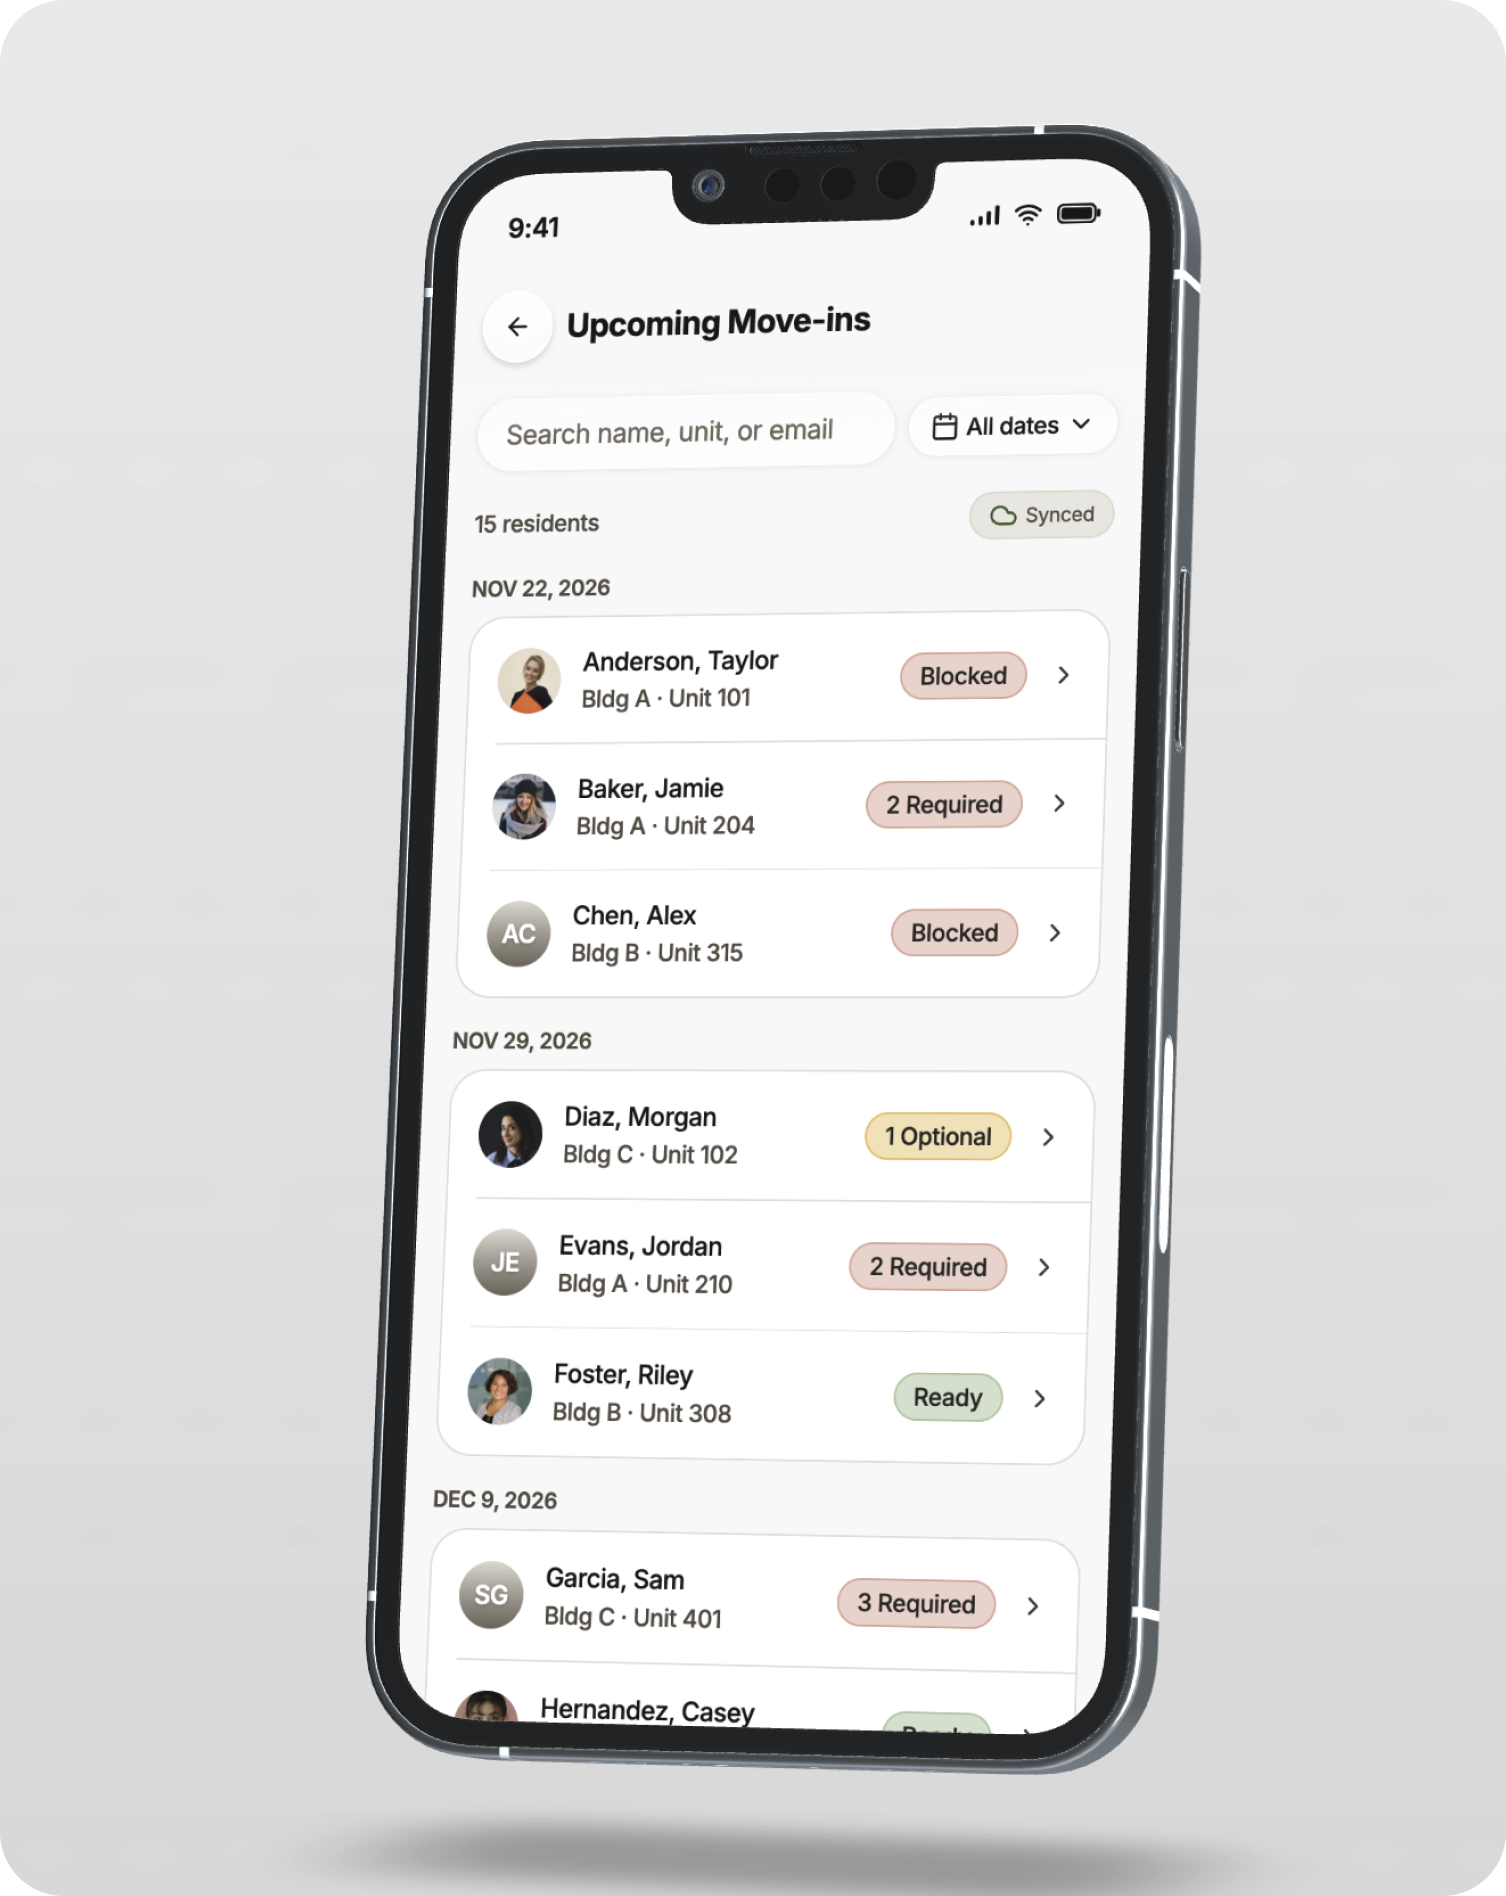 9:41
Upcoming Move-ins
Search name, unit, or email
All dates
15 residents
Synced
NOV 22, 2026
Anderson, Taylor
Bldg A · Unit 101
Blocked
Baker, Jamie
Bldg A · Unit 204
2 Required
AC
Chen, Alex
Bldg B · Unit 315
Blocked
NOV 29, 2026
Diaz, Morgan
Bldg C · Unit 102
1 Optional
JE
Evans, Jordan
Bldg A · Unit 210
2 Required
Foster, Riley
Bldg B · Unit 308
Ready
DEC 9, 2026
SG
Garcia, Sam
Bldg C · Unit 401
3 Required
Hernandez, Casey